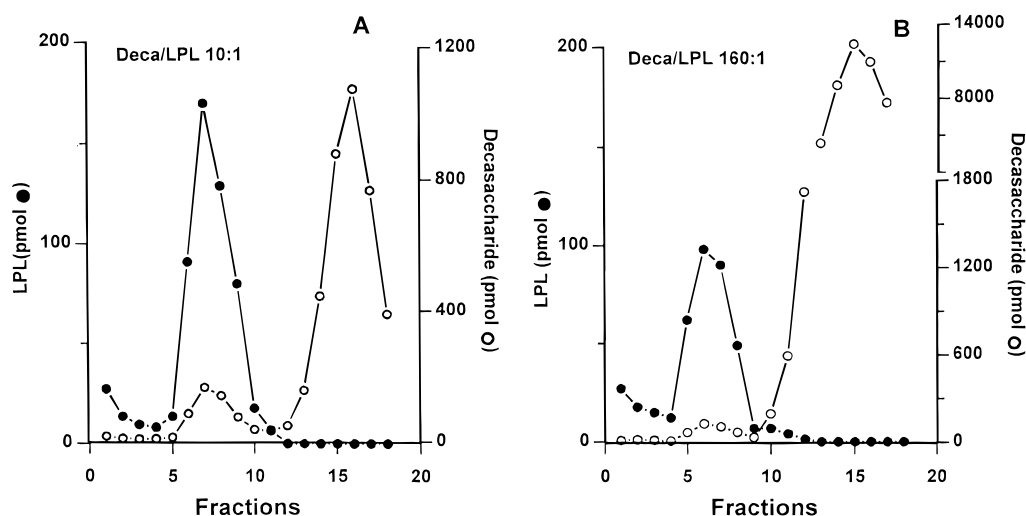 A
Deca/LPL 10:1
200
100
0
LPL(pmol ●)
1200
800
400
0
Decasaccharide (pmol O)
0 5 10 15 20
Fractions
B
Deca/LPL 160:1
200
100
0
LPL (pmol ●)
14000
8000
1800
1200
600
0
Decasaccharide (pmol O)
0 5 10 15 20
Fractions